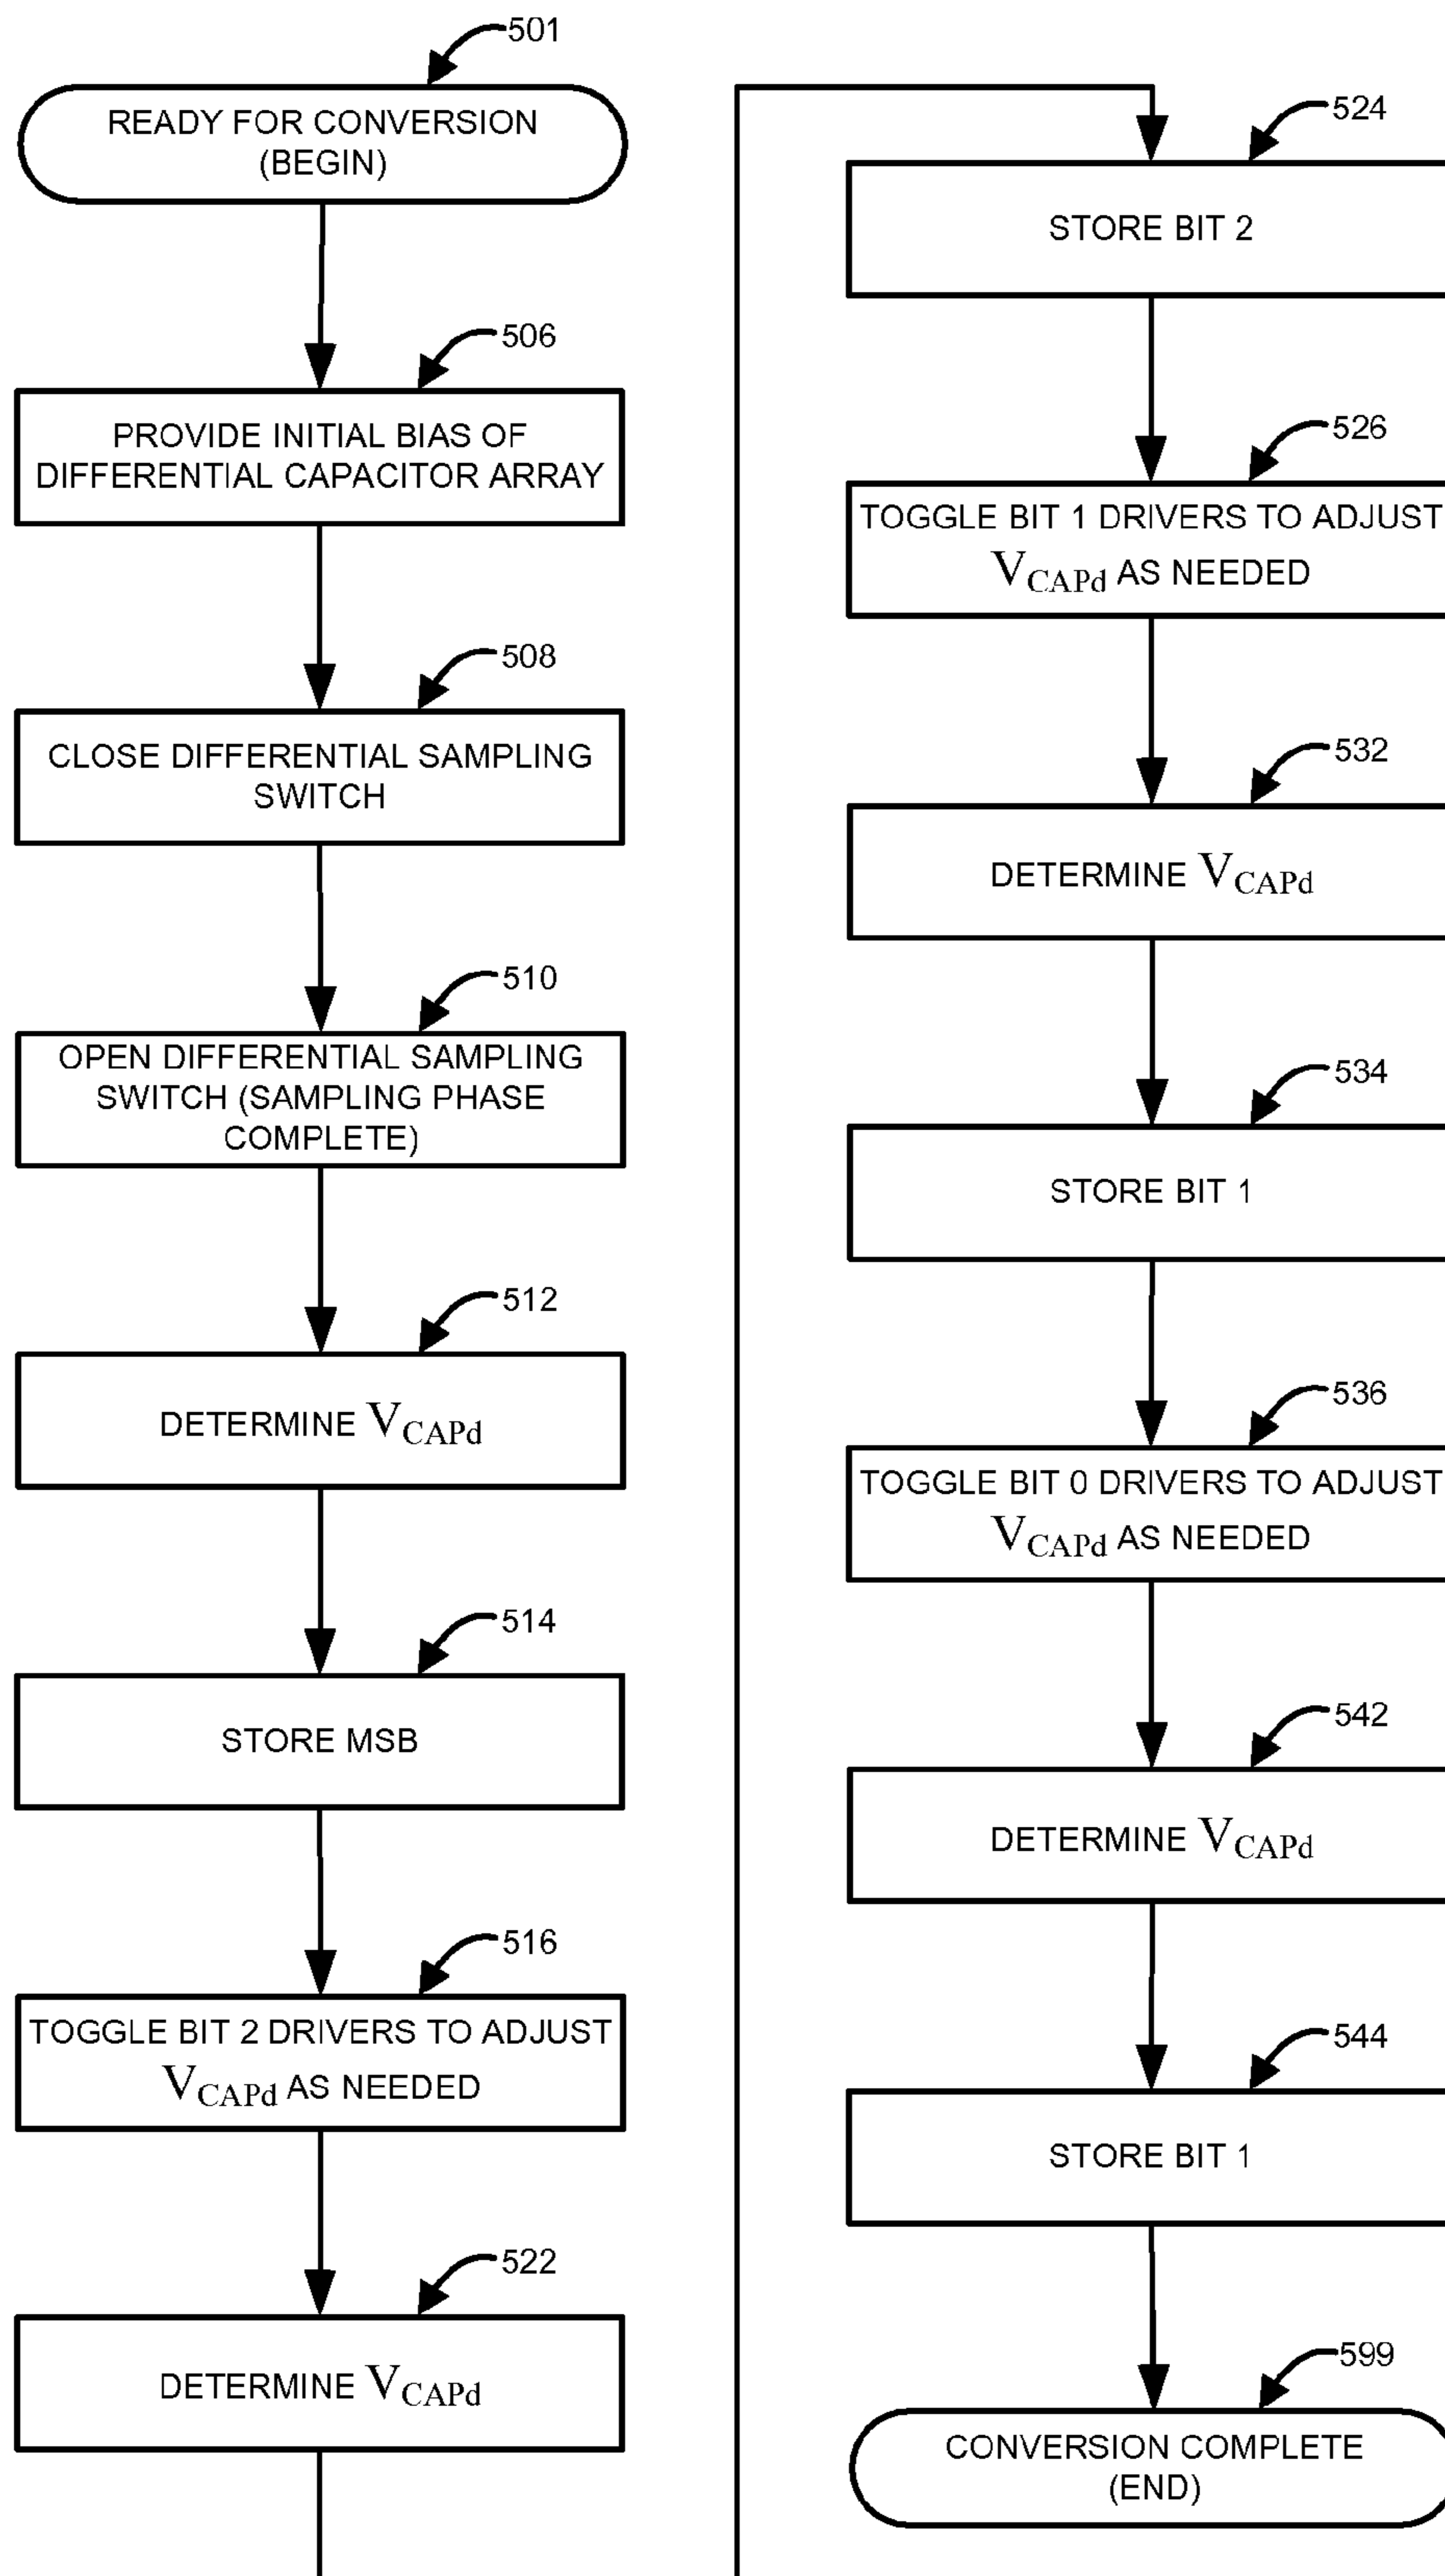 501
READY FOR CONVERSION
(BEGIN)
506
PROVIDE INITIAL BIAS OF
DIFFERENTIAL CAPACITOR ARRAY
508
CLOSE DIFFERENTIAL SAMPLING
SWITCH
510
OPEN DIFFERENTIAL SAMPLING
SWITCH (SAMPLING PHASE
COMPLETE)
512
DETERMINE VCAPd
514
STORE MSB
516
TOGGLE BIT 2 DRIVERS TO ADJUST
VCAPd AS NEEDED
522
DETERMINE VCAPd
524
STORE BIT 2
526
TOGGLE BIT 1 DRIVERS TO ADJUST
VCAPd AS NEEDED
532
DETERMINE VCAPd
534
STORE BIT 1
536
TOGGLE BIT 0 DRIVERS TO ADJUST
VCAPd AS NEEDED
542
DETERMINE VCAPd
544
STORE BIT 1
599
CONVERSION COMPLETE
(END)